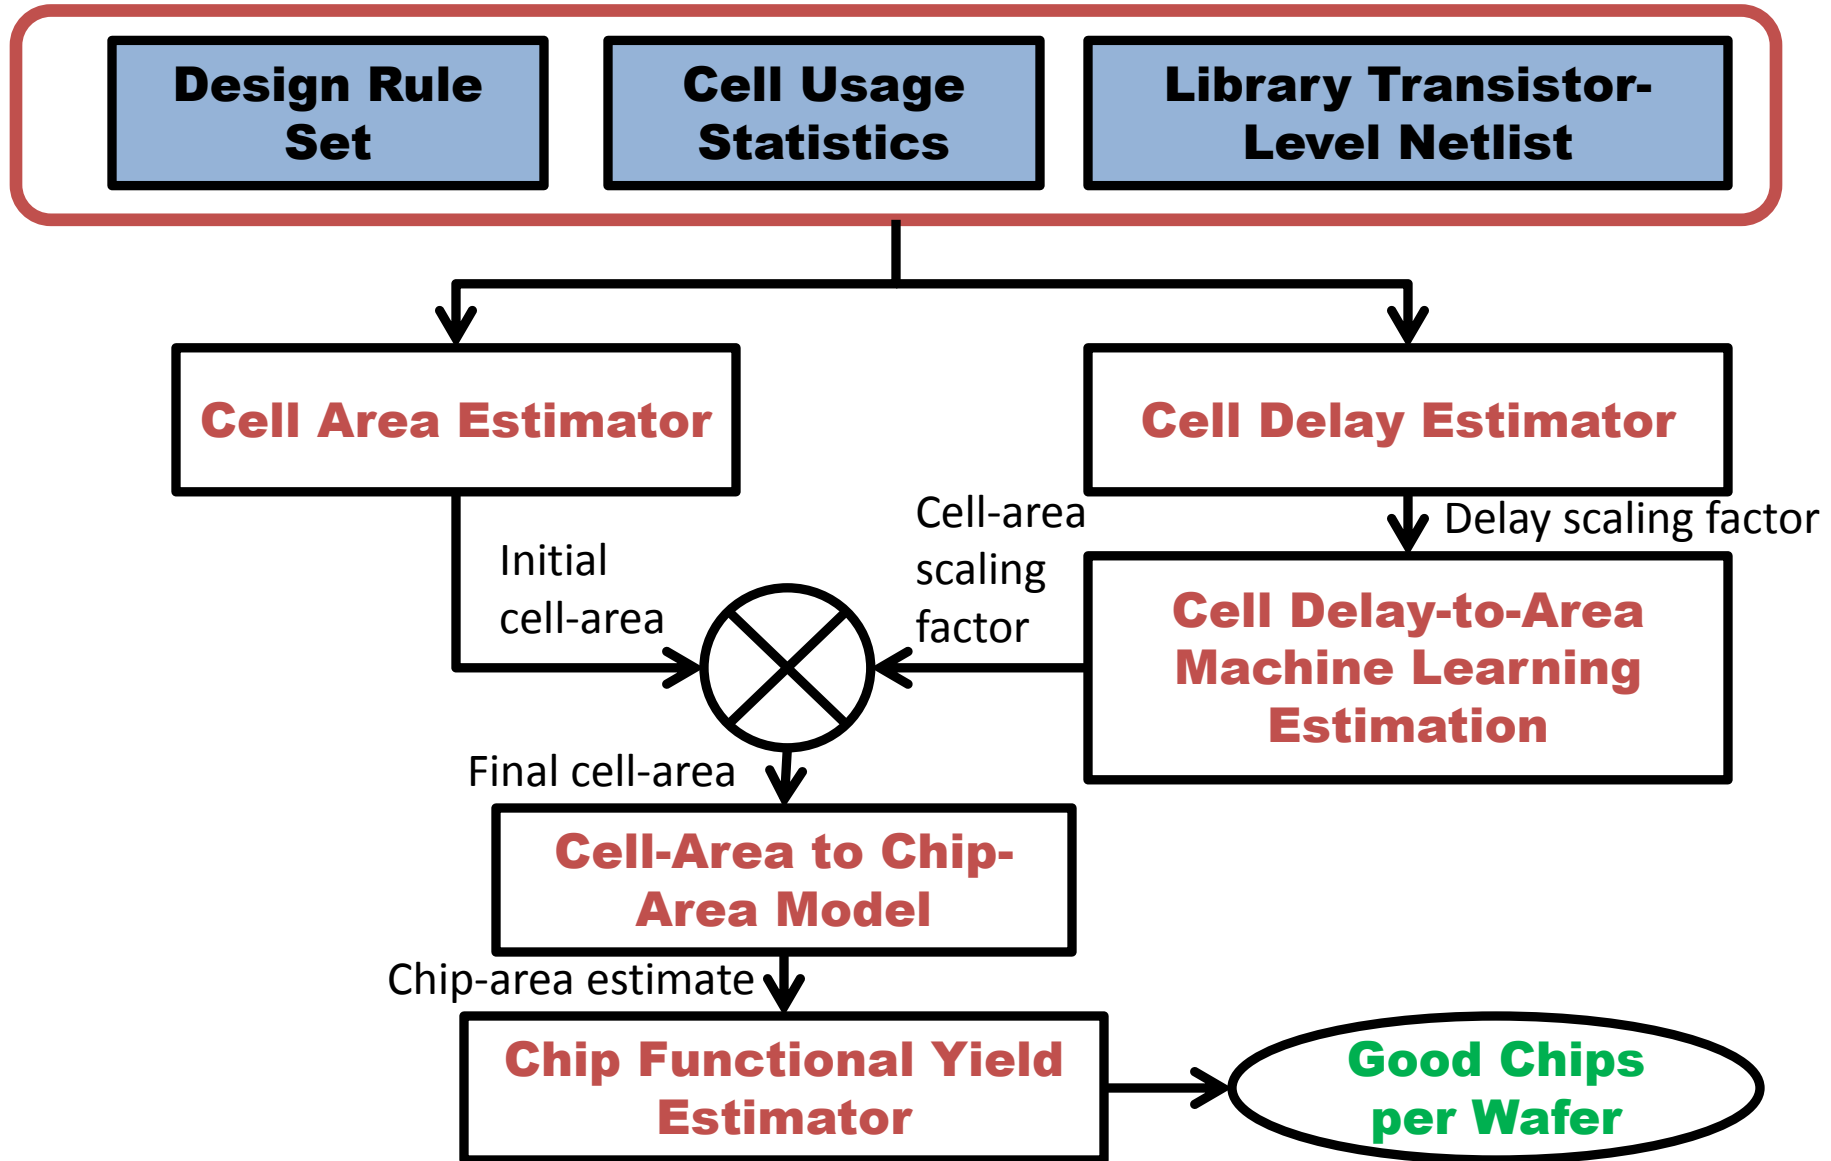 Design Rule
Set
Cell Usage
Statistics
Library Transistor-
Level Netlist
Cell Area Estimator
Cell Delay Estimator
Initial
cell-area
Cell-area
scaling
factor
Delay scaling factor
Cell Delay-to-Area
Machine Learning
Estimation
Final cell-area
Cell-Area to Chip-
Area Model
Chip-area estimate
Chip Functional Yield
Estimator
Good Chips
per Wafer